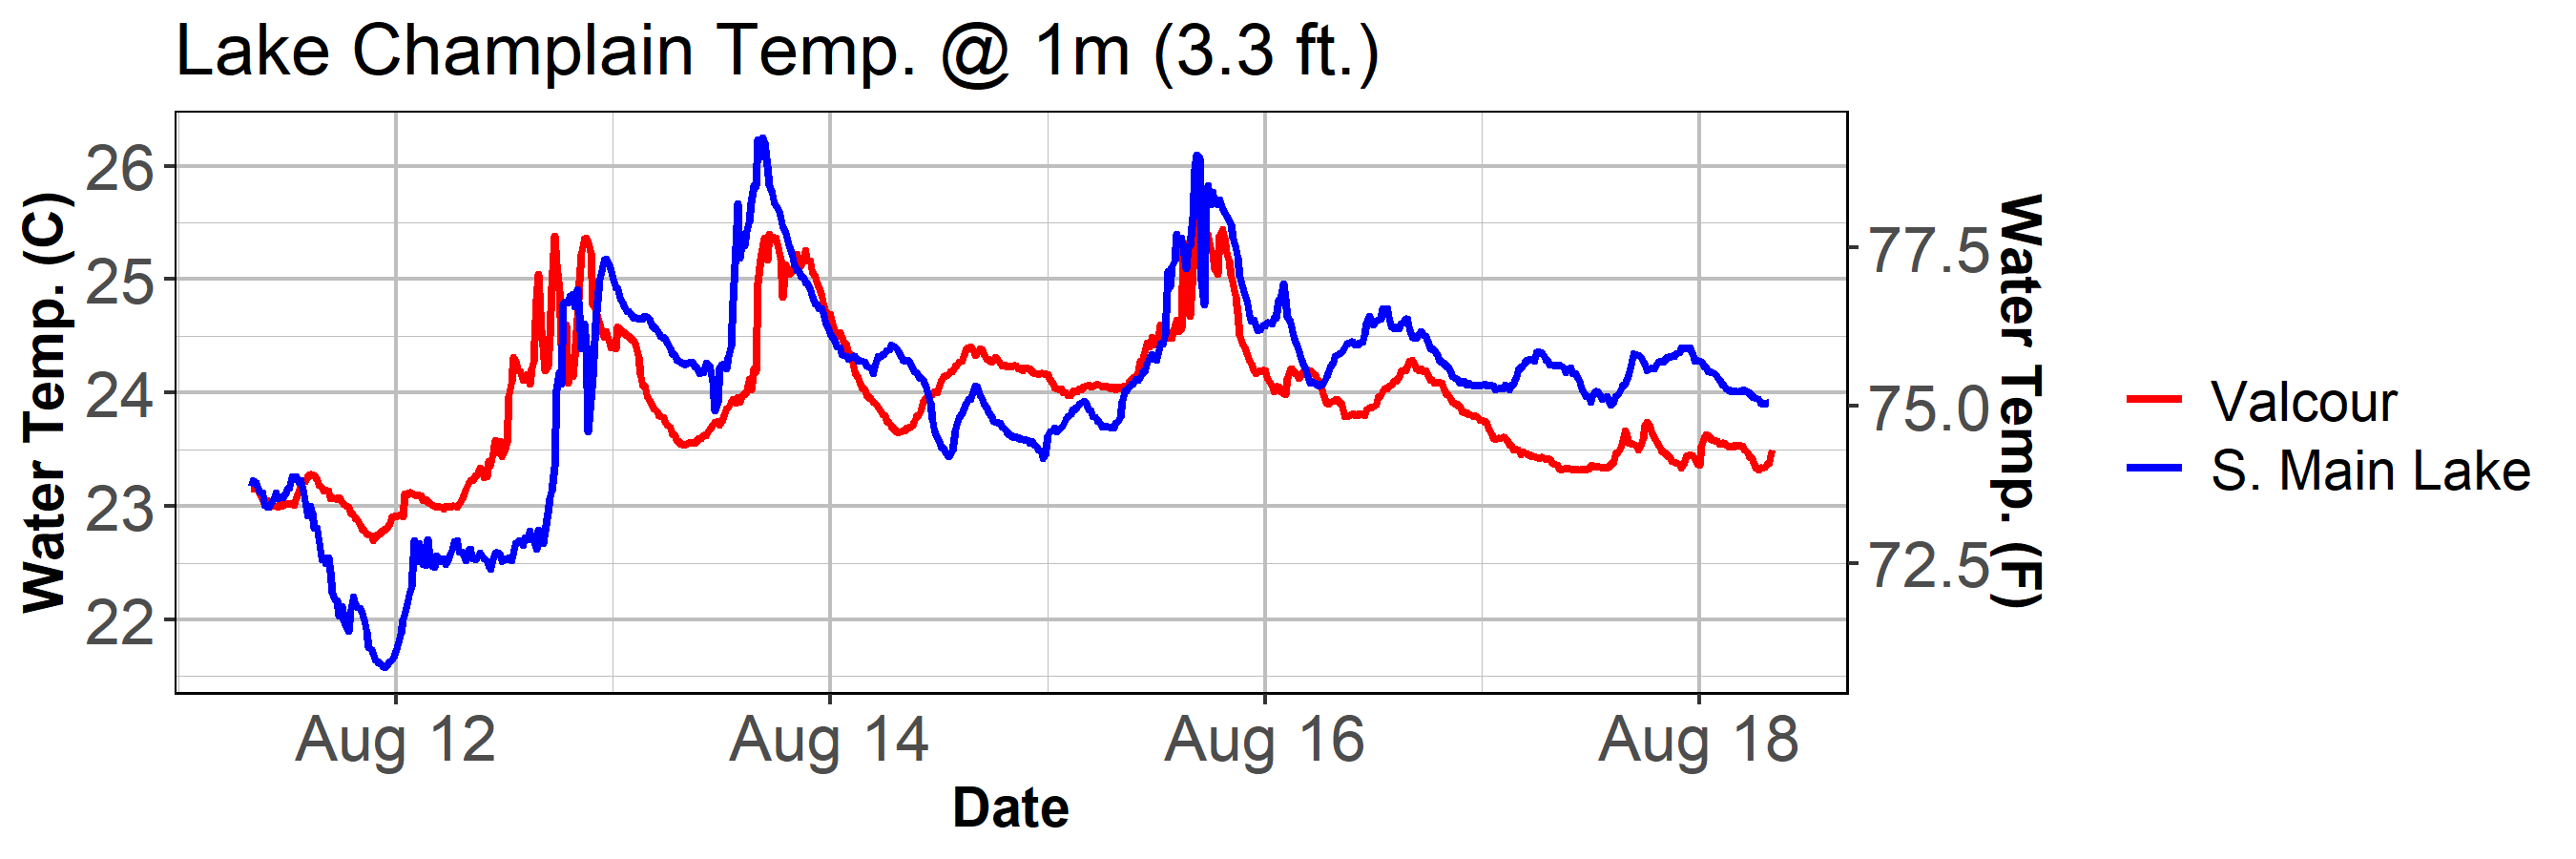 Lake Champlain Temp. @ 1m (3.3 ft.)
Water Temp. (C)
26
25
24
23
22
77.5
75.0
72.5
Water Temp. (F)
Aug 12
Aug 14
Aug 16
Aug 18
Date
Valcour
S. Main Lake